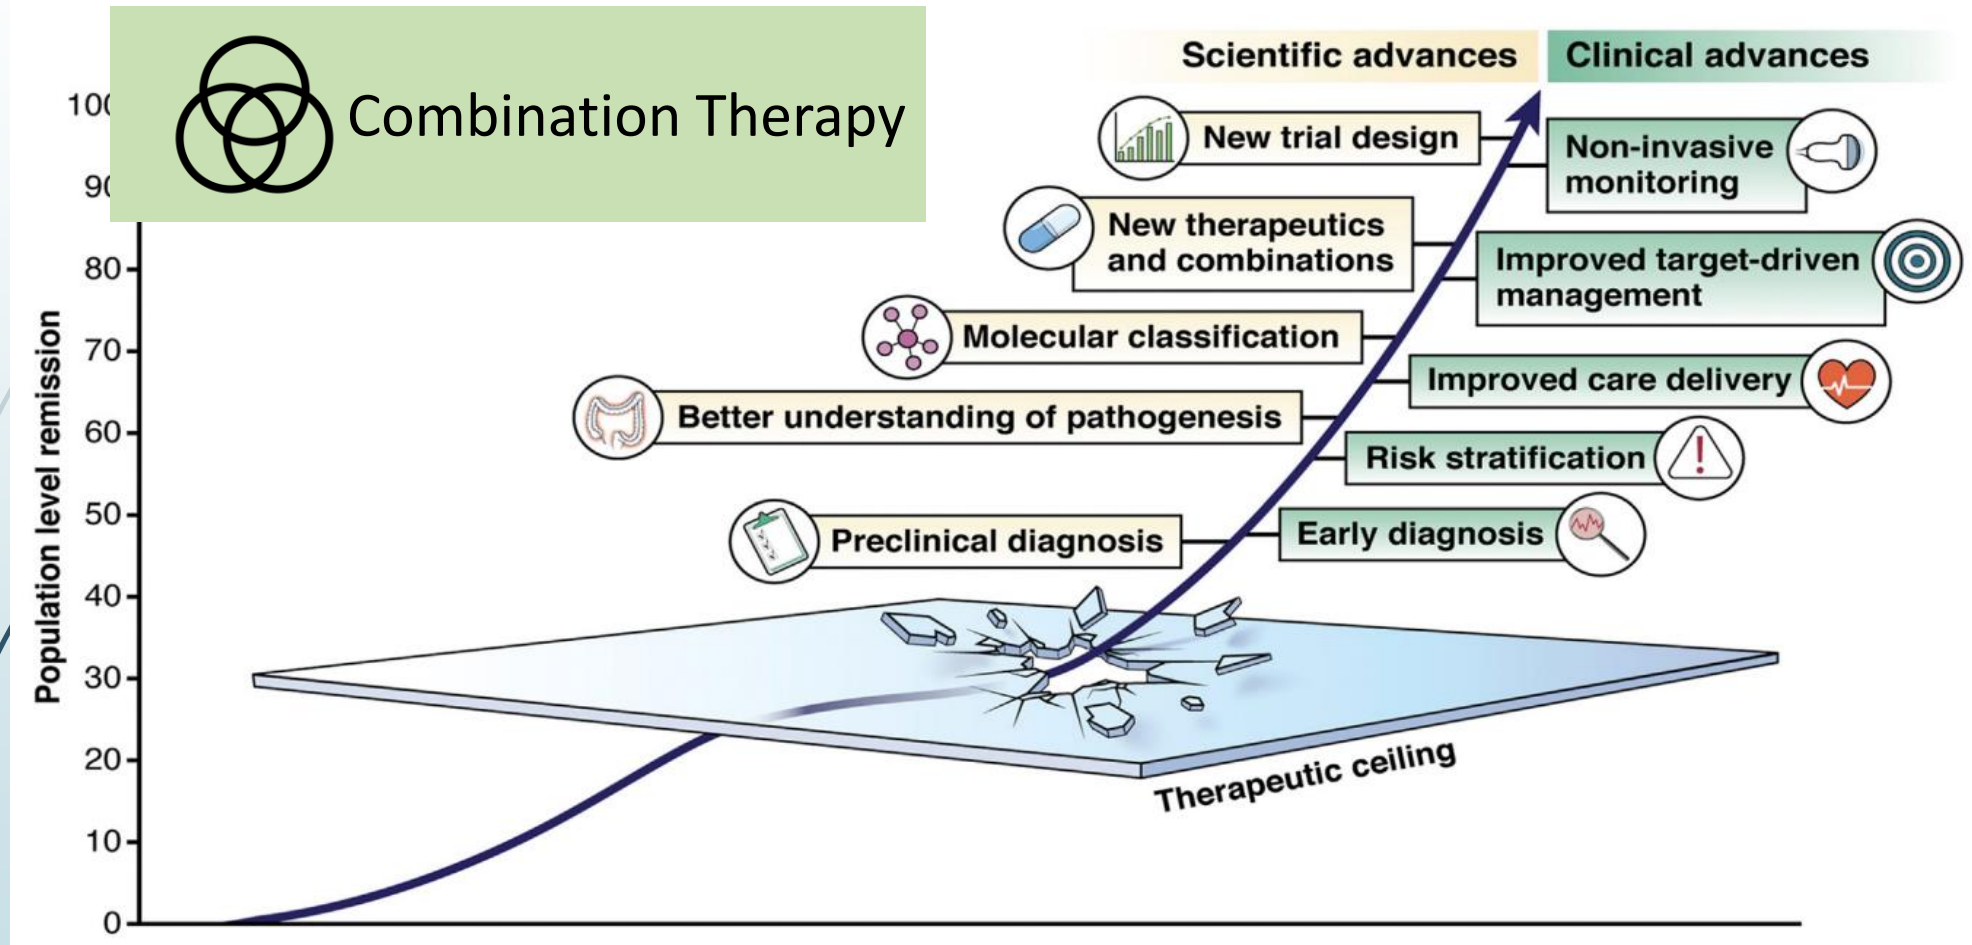 Combination Therapy
Scientific advances
Clinical advances
New trial design
Non-invasive
monitoring
New therapeutics
and combinations
Improved target-driven
management
Molecular classification
Improved care delivery
Better understanding of pathogenesis
Risk stratification
Preclinical diagnosis
Early diagnosis
Therapeutic ceiling
Population level remission
100
90
80
70
60
50
40
30
20
10
0